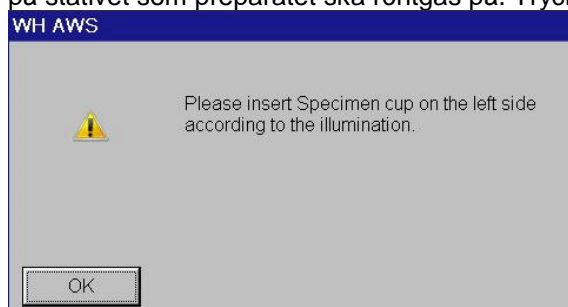 på stativet som preparatet ska röntgas på. Tryc
WH AWS
Please insert Specimen cup on the left side
according to the illumination.
OK